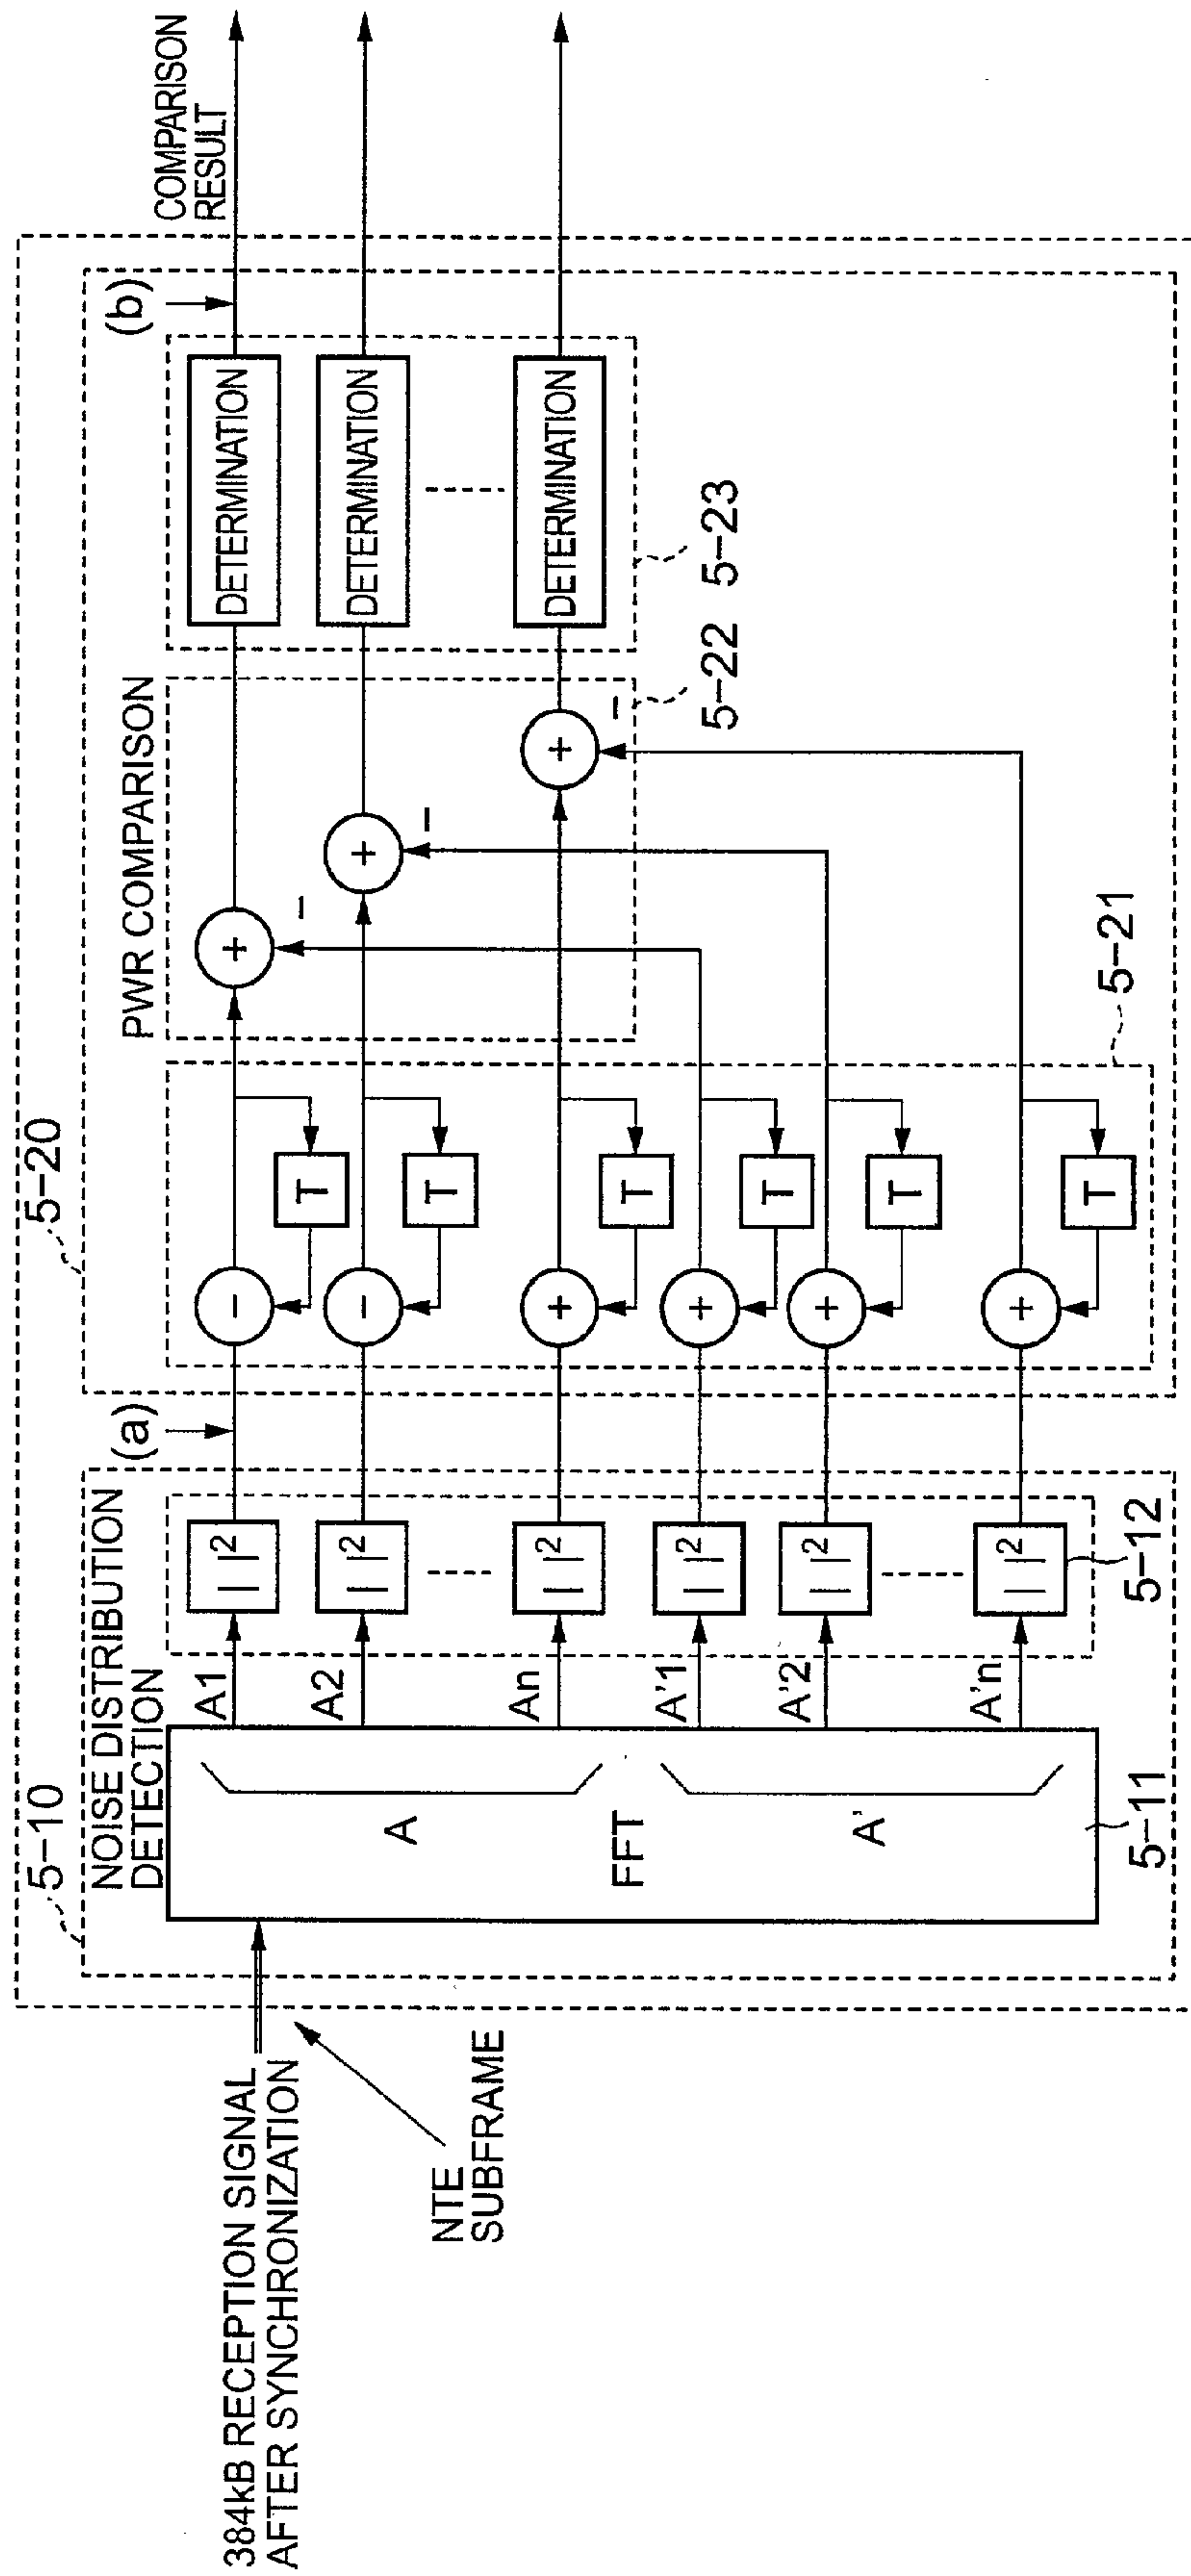 384kB RECEPTION SIGNAL
AFTER SYNCHRONIZATION
NTE
SUBFRAME
5-10
NOISE DISTRIBUTION
DETECTION
A
FFT
A'
5-11
A1
A2
An
A'1
A'2
A'n
| |2
| |2
| |2
| |2
| |2
| |2
5-12
(a)
5-20
−
−
+
+
+
+
T
T
T
T
T
T
5-21
PWR COMPARISON
+
−
+
−
+
−
5-22
DETERMINATION
DETERMINATION
DETERMINATION
5-23
(b)
COMPARISON
RESULT